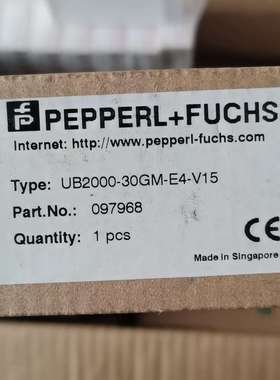 PEPPERL+FUCHS
Internet: http://www.pepperl-fuchs.com
Type: UB2000-30GM-E4-V15
Part.No.: 097968
Quantity: 1 pcs
CE
Made in Singapore